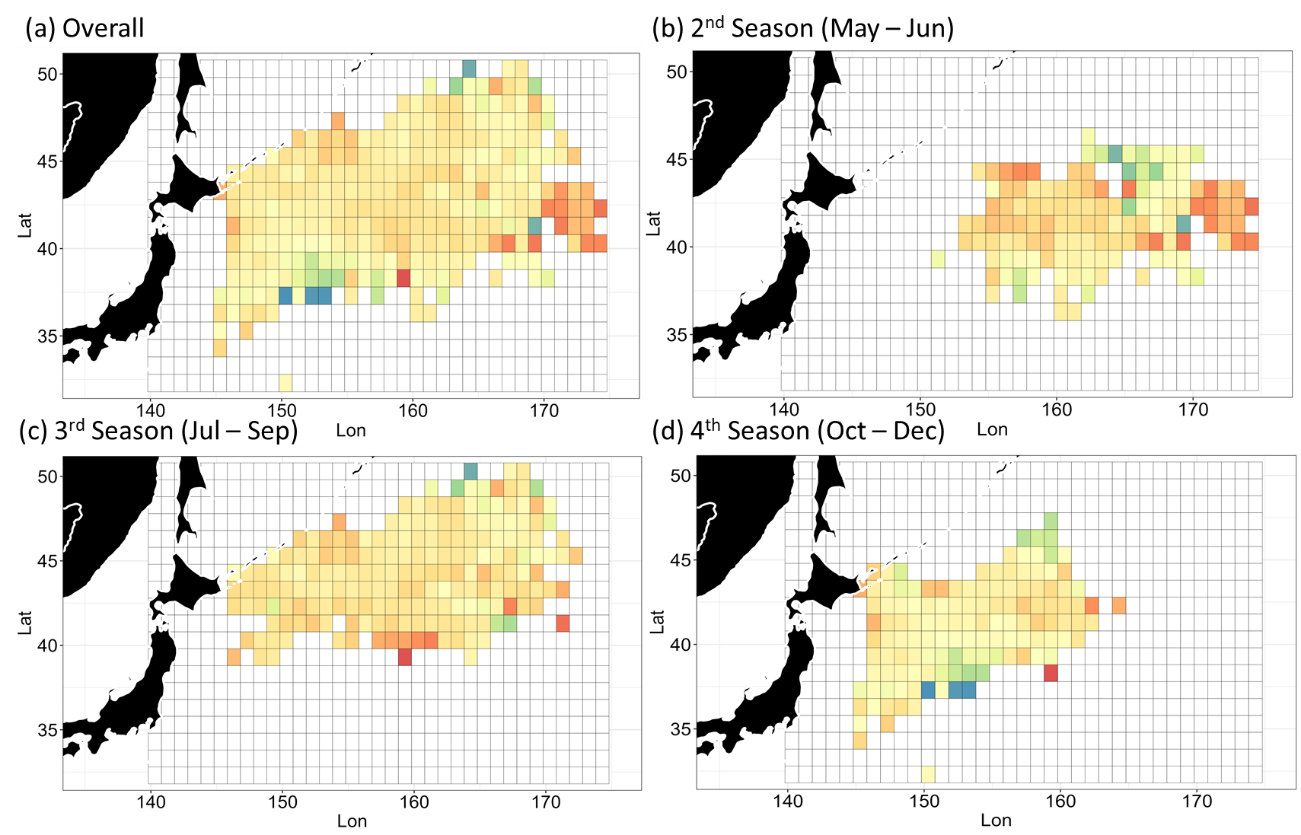 (a) Overall
50
45
40
35
Lat
140
150
160
170
Lon
(b) 2nd Season (May – Jun)
50
45
40
35
Lat
140
150
160
170
Lon
(c) 3rd Season (Jul – Sep)
50
45
40
35
Lat
140
150
160
170
Lon
(d) 4th Season (Oct – Dec)
50
45
40
35
Lat
140
150
160
170
Lon